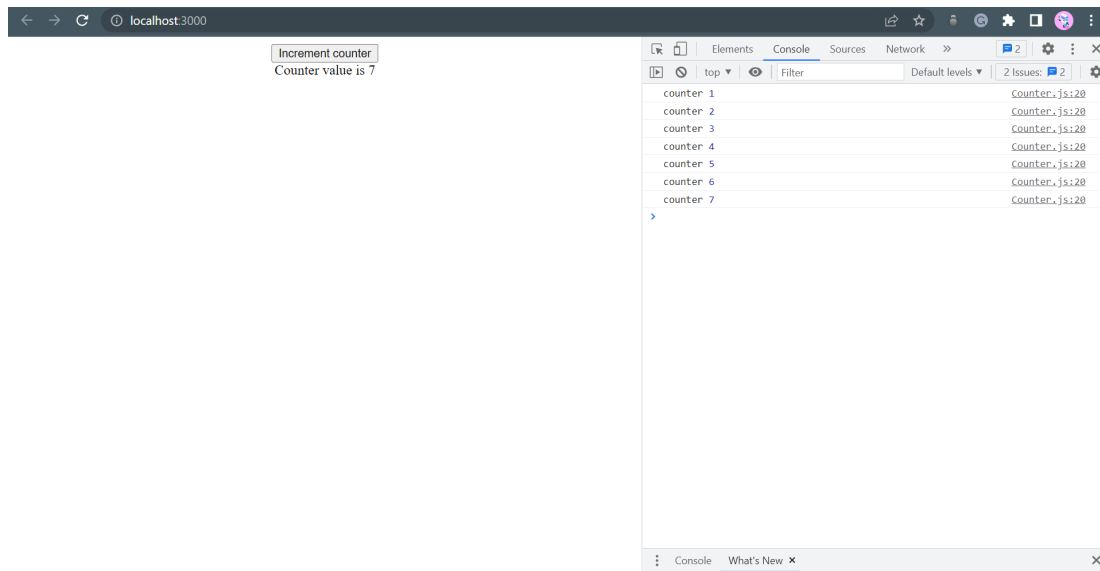 localhost:3000
Increment counter
Counter value is 7
Elements Console Sources Network » 2
top ▼ Filter Default levels ▼ 2 Issues: 2
counter 1 Counter.js:20
counter 2 Counter.js:20
counter 3 Counter.js:20
counter 4 Counter.js:20
counter 5 Counter.js:20
counter 6 Counter.js:20
counter 7 Counter.js:20
Console What's New ×